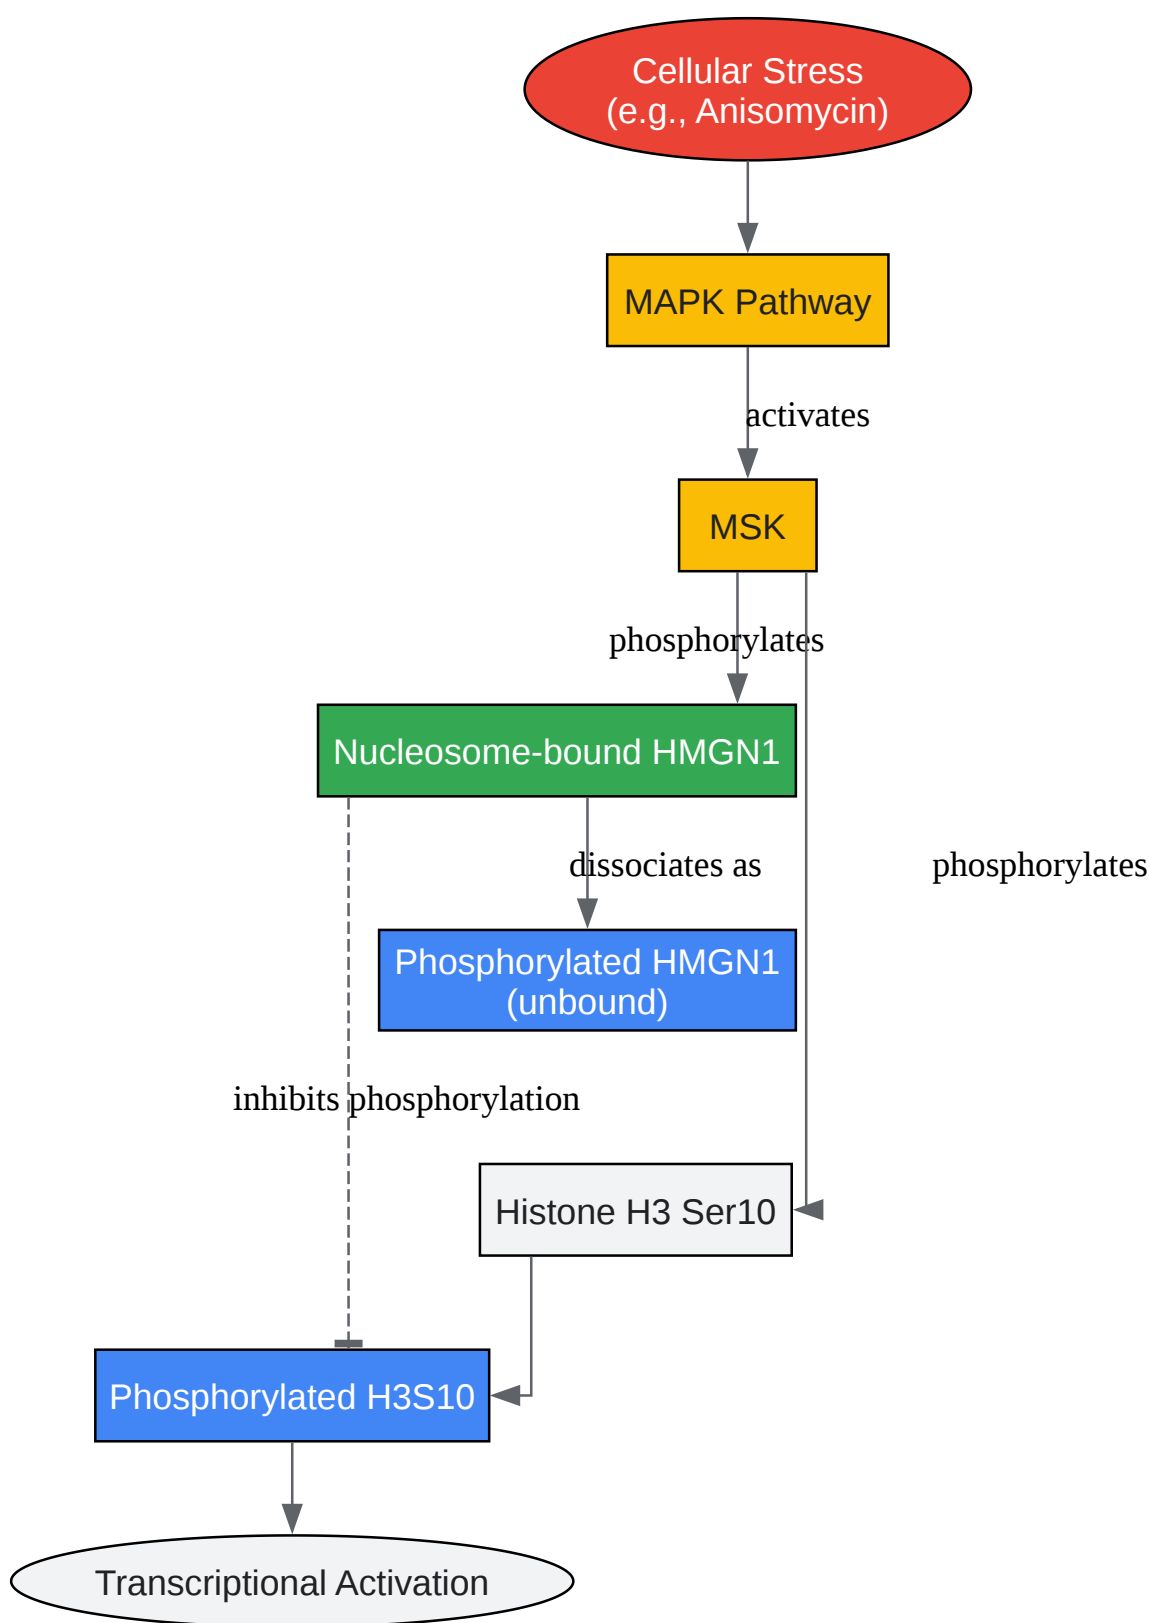 Cellular Stress
(e.g., Anisomycin)
MAPK Pathway
activates
MSK
phosphorylates
Nucleosome-bound HMGN1
dissociates as
phosphorylates
Phosphorylated HMGN1
(unbound)
inhibits phosphorylation
Histone H3 Ser10
Phosphorylated H3S10
Transcriptional Activation